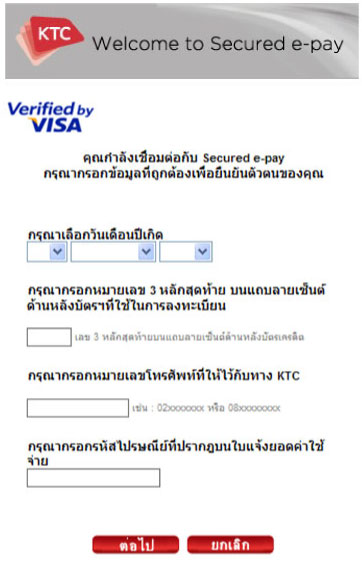 KTC
Welcome to Secured e-pay
Verified by
VISA
คุณกำลังเชื่อมต่อกับ Secured e-pay
กรุณากรอกข้อมูลที่ถูกต้องเพื่อยืนยันตัวตนของคุณ
กรุณาเลือกวันเดือนปีเกิด
กรุณากรอกหมายเลข 3 หลักสุดท้าย บนแถบลายเซ็นต์
ด้านหลังบัตรฯที่ใช้ในการลงทะเบียน
เลข 3 หลักสุดท้ายบนแถบลายเซ็นต์ด้านหลังบัตรเครดิต
กรุณากรอกหมายเลขโทรศัพท์ที่ให้ไว้กับทาง KTC
เช่น : 02xxxxxxx หรือ 08xxxxxxxx
กรุณากรอกรหัสไปรษณีย์ที่ปรากฏบนใบแจ้งยอดค่าใช้
จ่าย
ต่อไป ยกเลิก